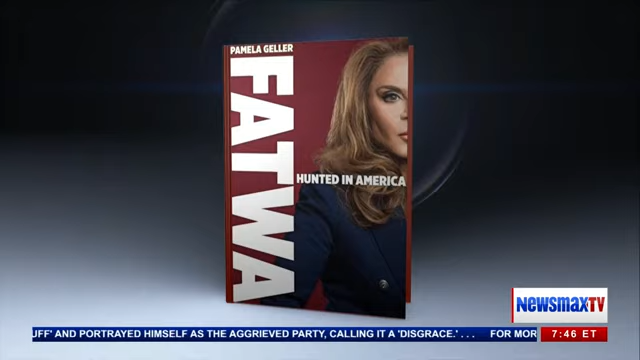 PAMELA GELLER
FATWA
HUNTED IN AMERICA
NEWSMAXTV
UFF' AND PORTRAYED HIMSELF AS THE AGGRIEVED PARTY, CALLING IT A 'DISGRACE.' . . . FOR MOR
7:46 ET